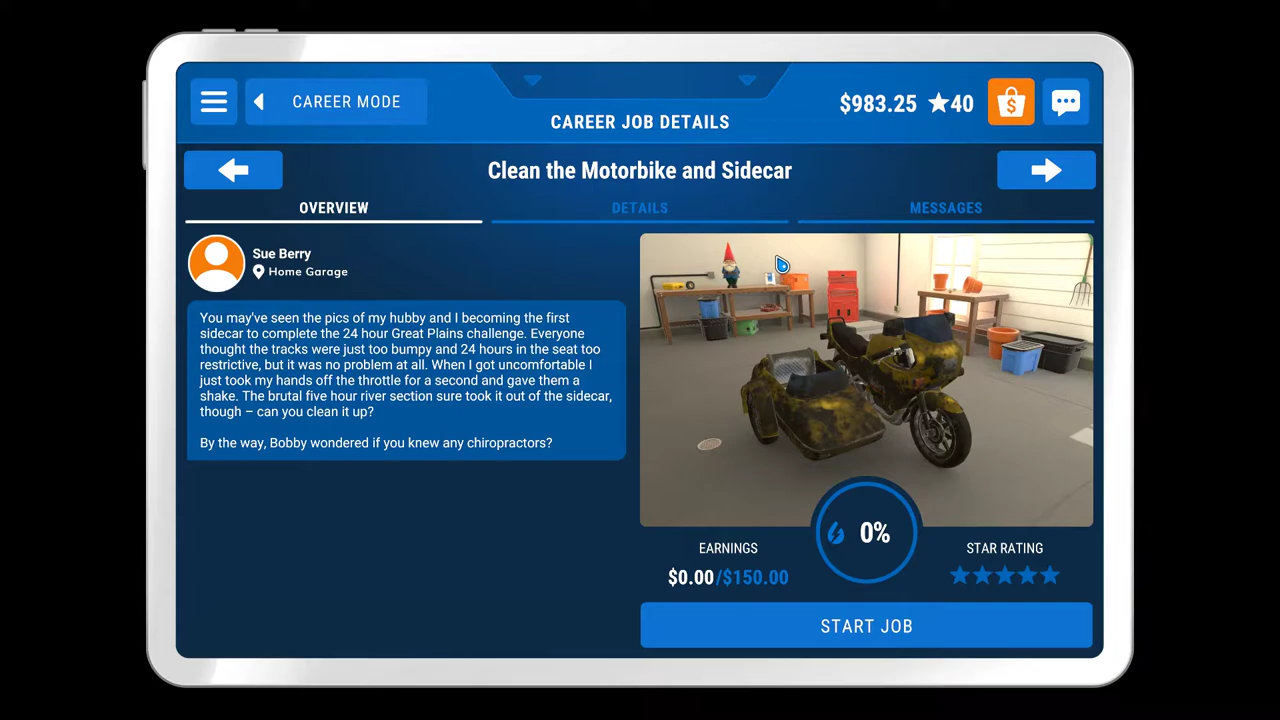 CAREER MODE
$983.25 ★40
CAREER JOB DETAILS
Clean the Motorbike and Sidecar
OVERVIEW
DETAILS
MESSAGES
Sue Berry
Home Garage
You may've seen the pics of my hubby and I becoming the first
sidecar to complete the 24 hour Great Plains challenge. Everyone
thought the tracks were just too bumpy and 24 hours in the seat too
restrictive, but it was no problem at all. When I got uncomfortable I
just took my hands off the throttle for a second and gave them a
shake. The brutal five hour river section sure took it out of the sidecar,
though – can you clean it up?
By the way, Bobby wondered if you knew any chiropractors?
EARNINGS
$0.00/$150.00
0%
STAR RATING
START JOB